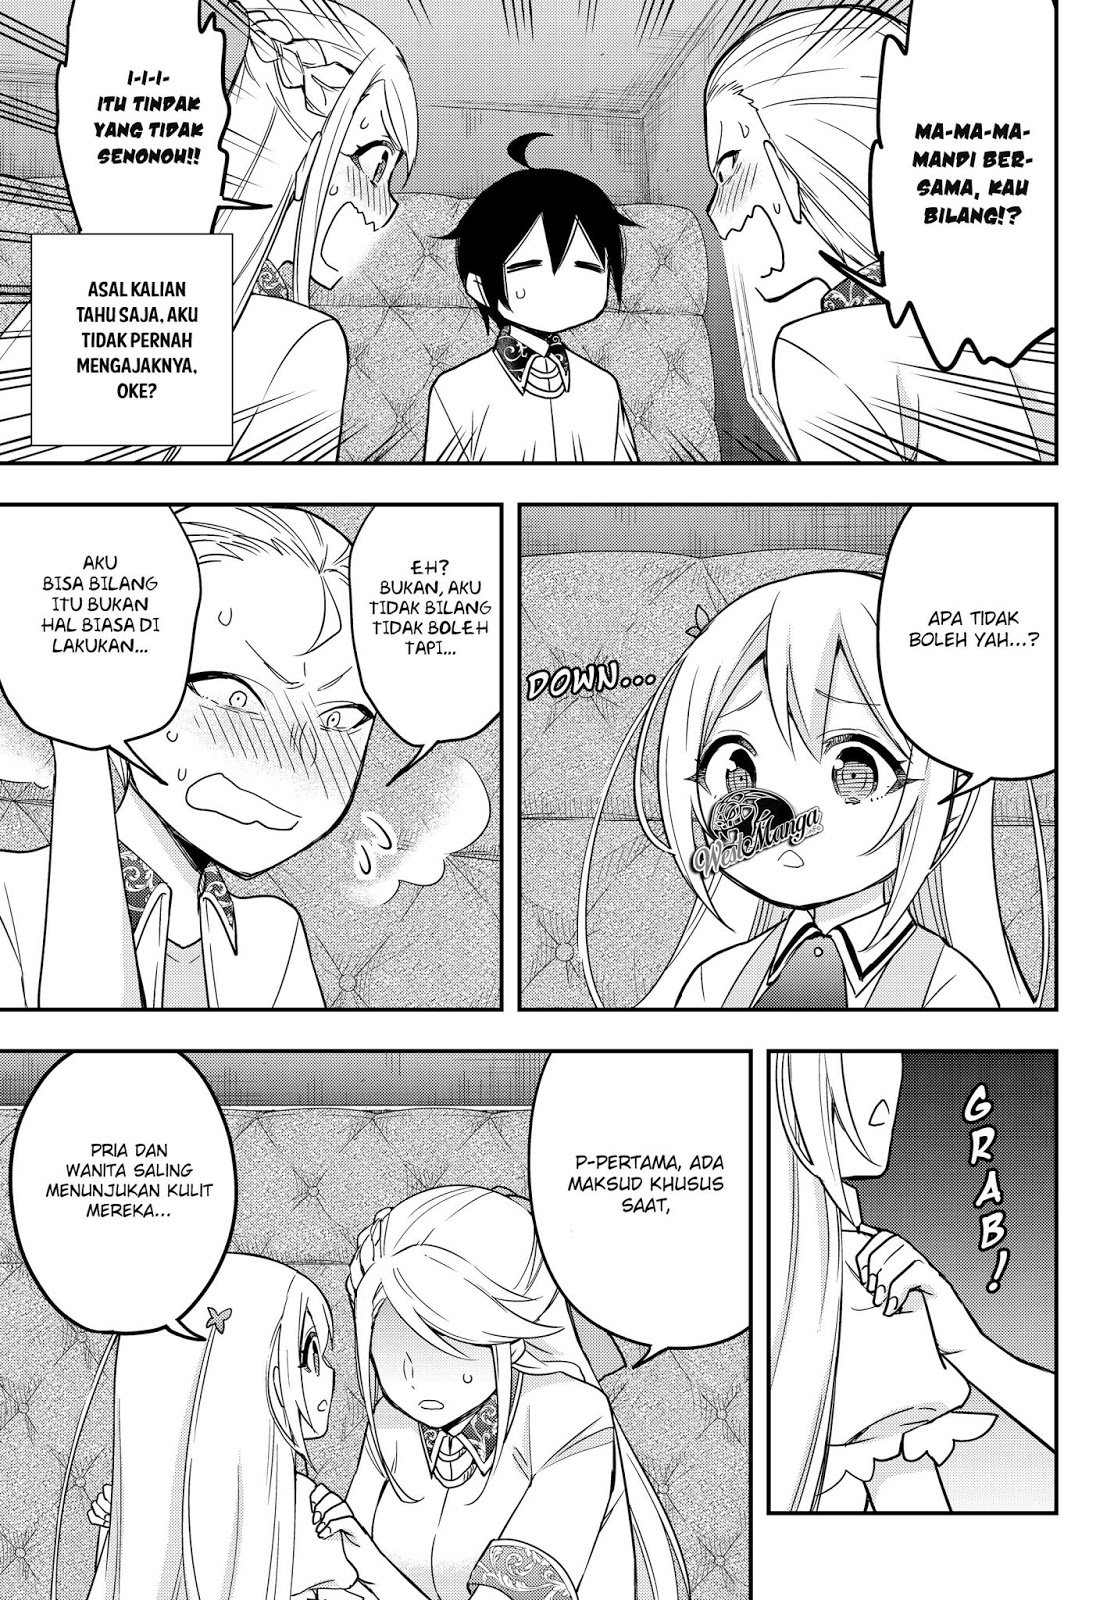 MA-MA-MA-
MANDI BER-
SAMA, KAU
BILANG!?
I-I-I-
ITU TINDAK
YANG TIDAK
SENONOH!!
ASAL KALIAN
TAHU SAJA, AKU
TIDAK PERNAH
MENGAJAKNYA,
OKE?
APA TIDAK
BOLEH YAH...?
DOWN...
WestManga
EH?
BUKAN, AKU
TIDAK BILANG
TIDAK BOLEH
TAPI...
AKU
BISA BILANG
ITU BUKAN
HAL BIASA DI
LAKUKAN...
GRAB!
P-PERTAMA, ADA
MAKSUD KHUSUS
SAAT,
PRIA DAN
WANITA SALING
MENUNJUKAN KULIT
MEREKA...